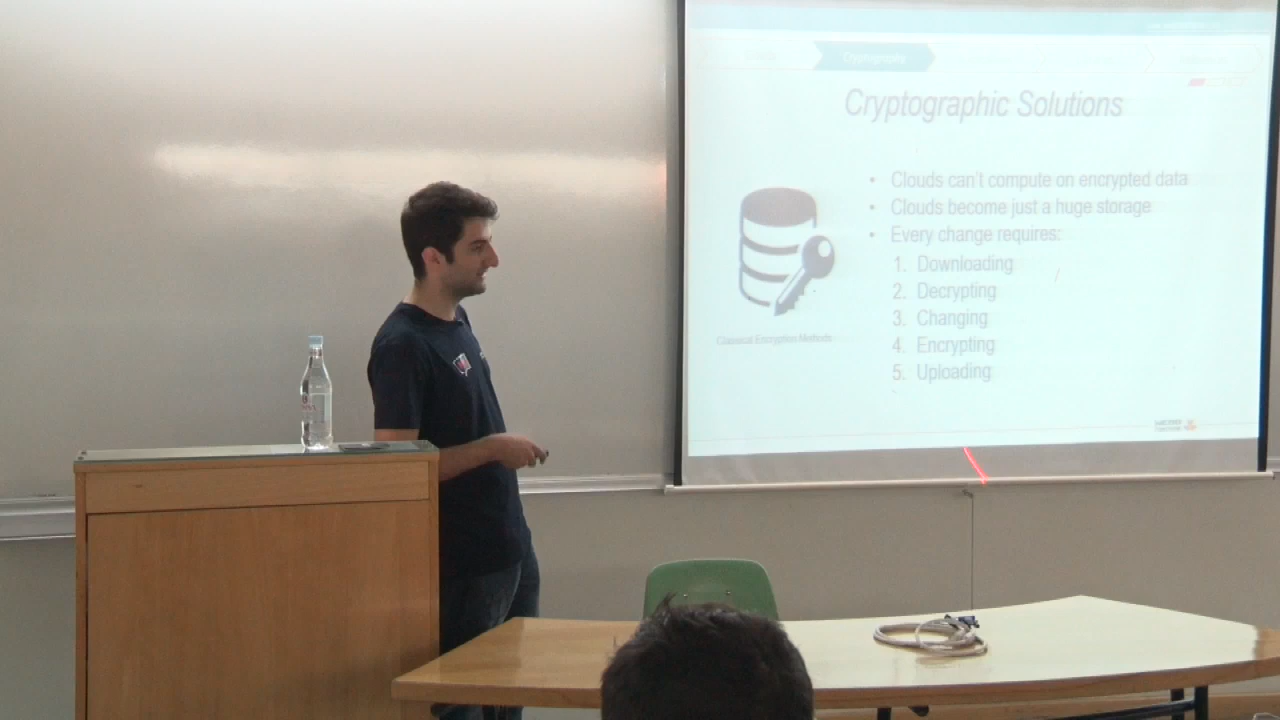 Cryptography
Cryptographic Solutions
• Clouds can't compute on encrypted data
• Clouds become just a huge storage
• Every change requires:
1. Downloading
2. Decrypting
3. Changing
4. Encrypting
5. Uploading
Classical Encryption Methods